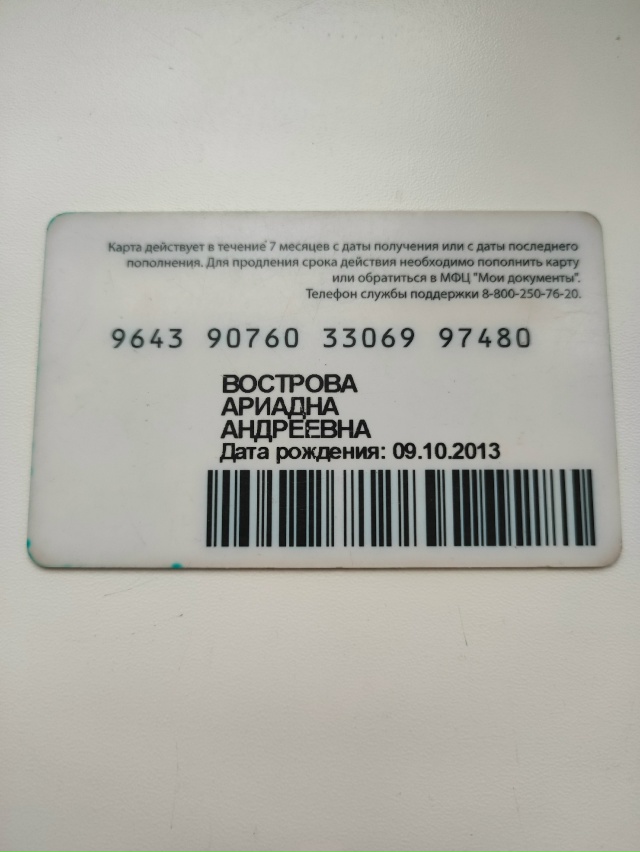 Карта действует в течение 7 месяцев с даты получения или с даты последнего
пополнения. Для продления срока действия необходимо пополнить карту
или обратиться в МФЦ "Мои документы".
Телефон службы поддержки 8-800-250-76-20.
9643 90760 33069 97480
ВОСТРОВА
АРИАДНА
АНДРЕЕВНА
Дата рождения: 09.10.2013